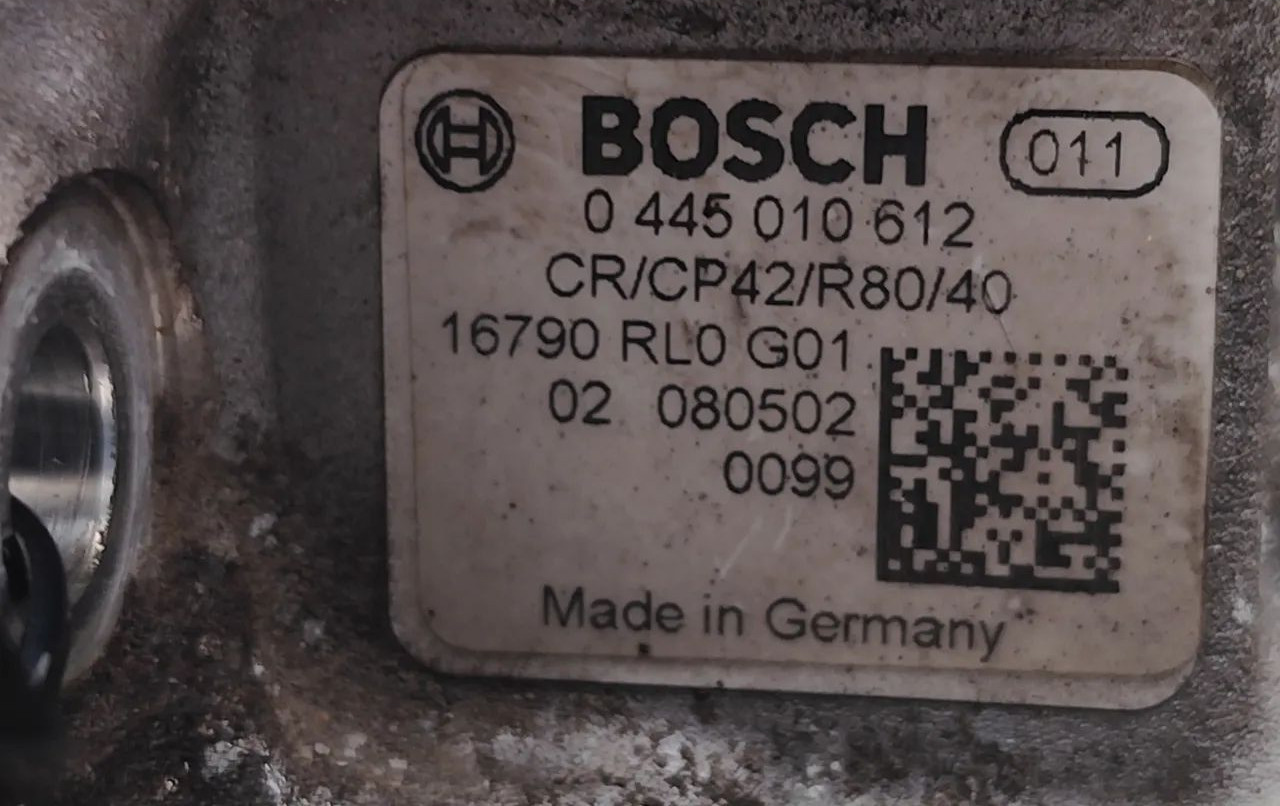 BOSCH 011
0 445 010 612
CR/CP42/R80/40
16790 RL0 G01
02 080502
0099
Made in Germany